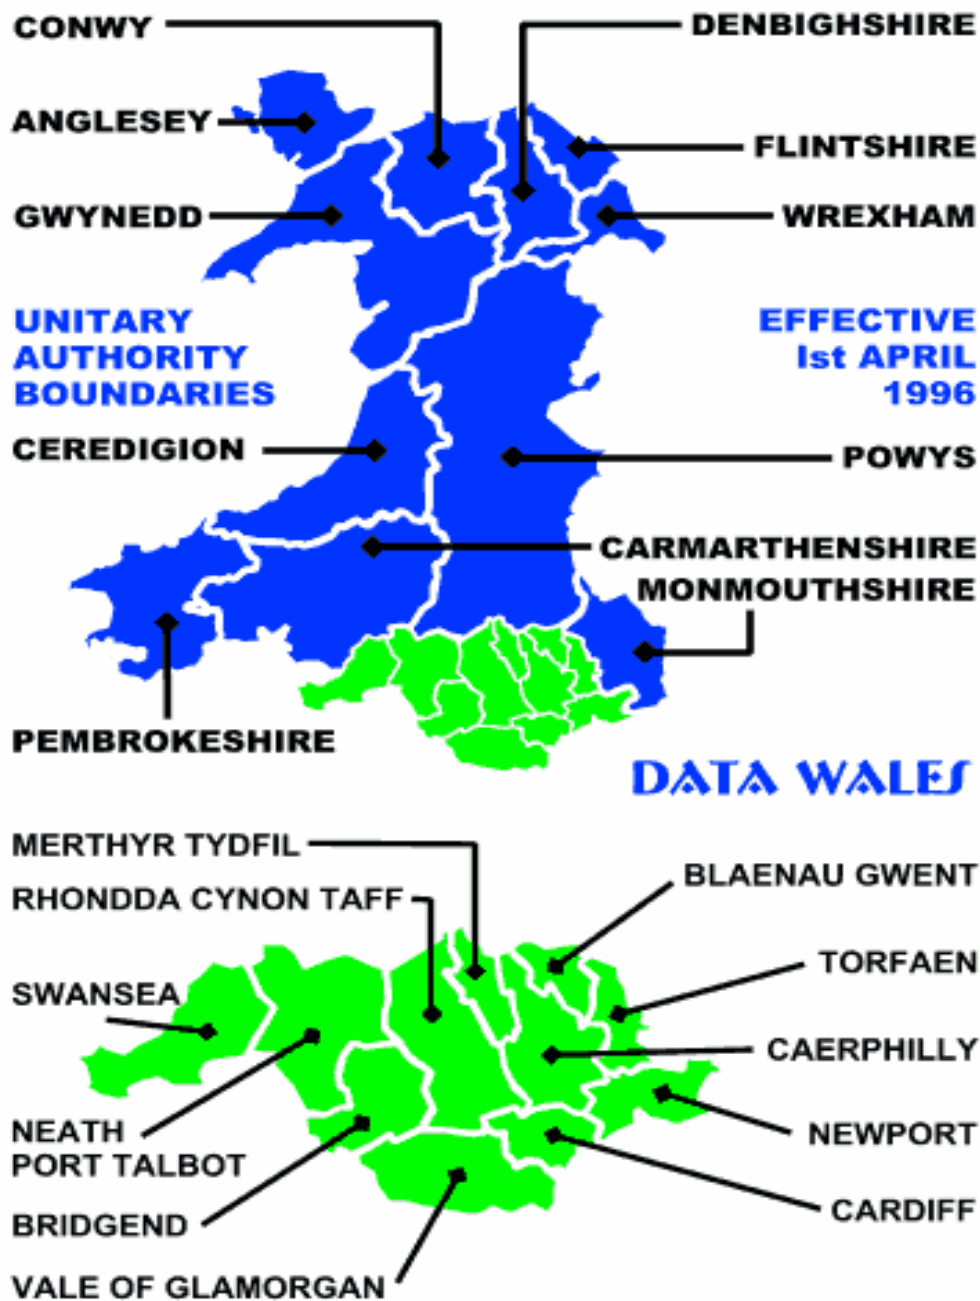 CONWY
DENBIGHSHIRE
ANGLESEY
FLINTSHIRE
GWYNEDD
WREXHAM
UNITARY
AUTHORITY
BOUNDARIES
EFFECTIVE
Ist APRIL
1996
CEREDIGION
POWYS
CARMARTHENSHIRE
MONMOUTHSHIRE
PEMBROKESHIRE
DATA WALES
MERTHYR TYDFIL
RHONDDA CYNON TAFF
BLAENAU GWENT
TORFAEN
SWANSEA
CAERPHILLY
NEATH
PORT TALBOT
NEWPORT
BRIDGEND
CARDIFF
VALE OF GLAMORGAN